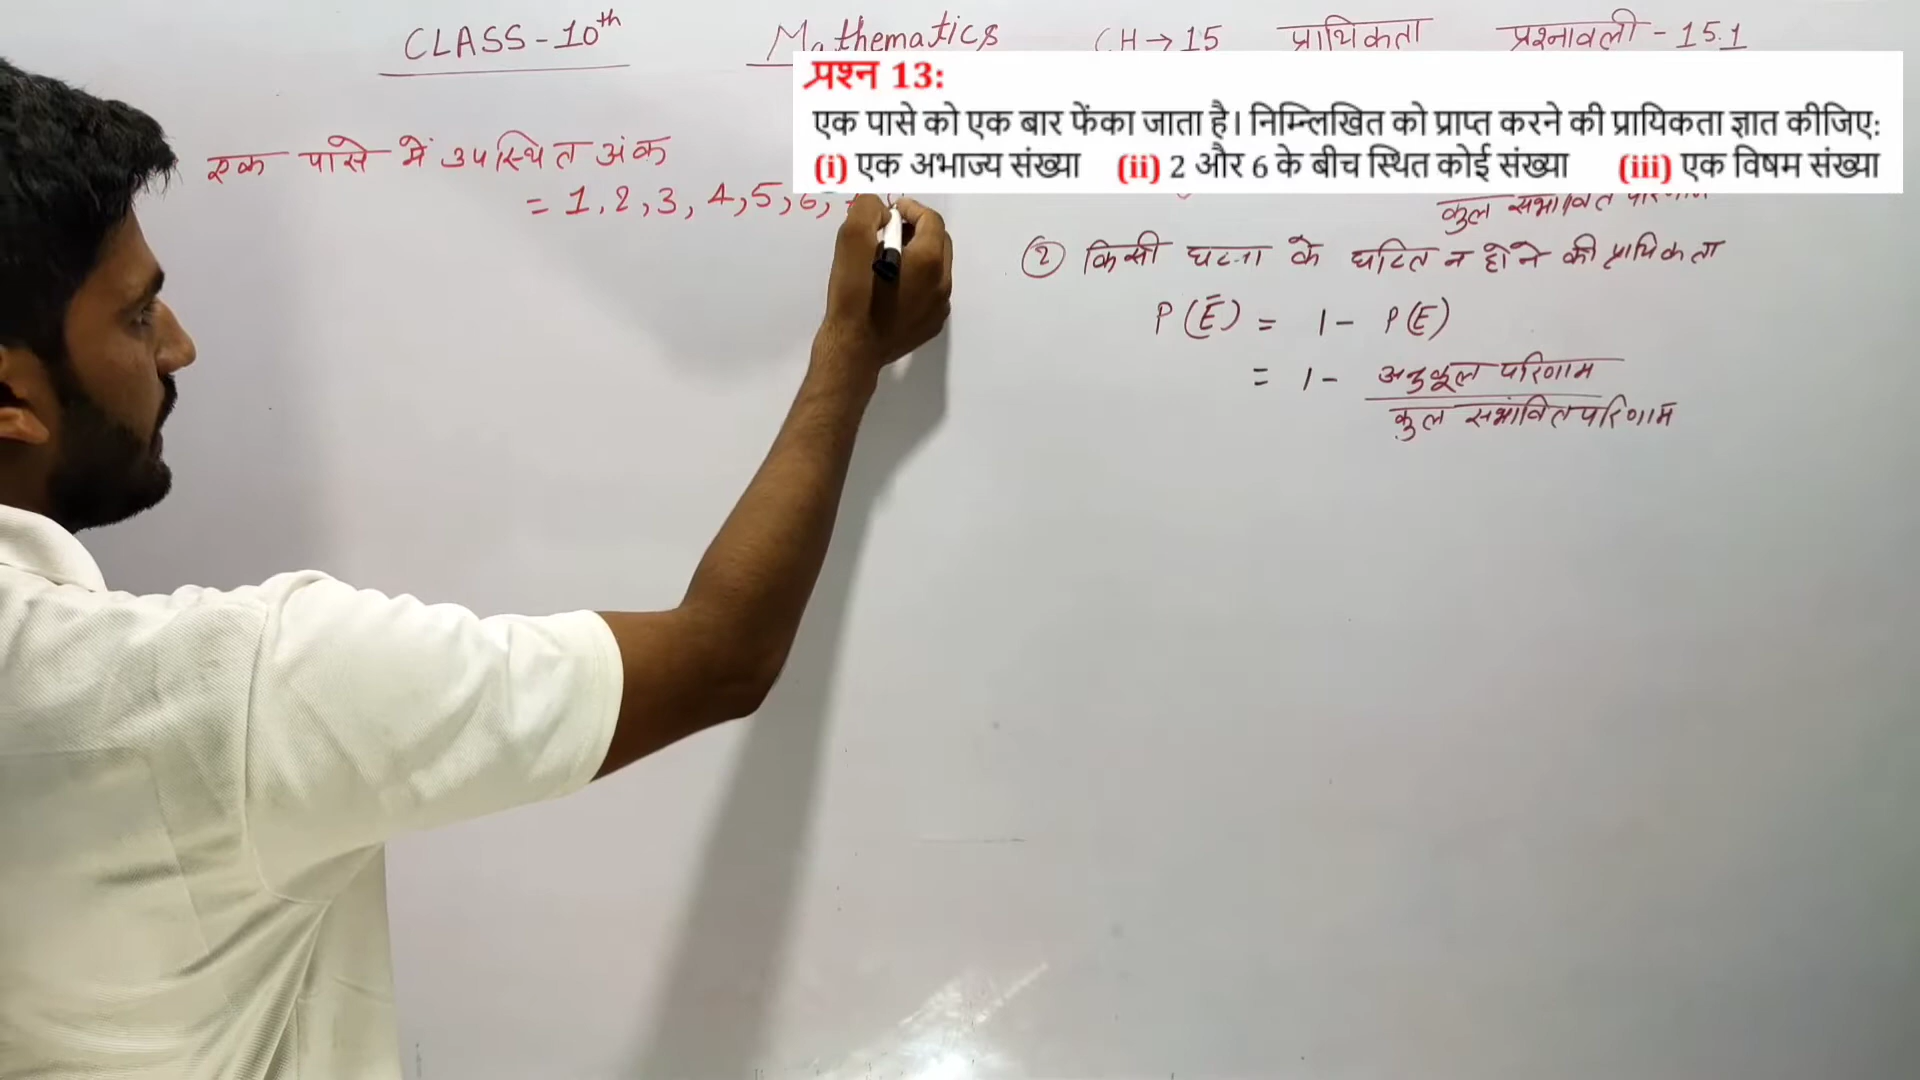 CLASS-10th Mathematics CH→15 प्रायिकता प्रश्नावली-15.1
प्रश्न 13:
एक पासे को एक बार फेंका जाता है। निम्नलिखित को प्राप्त करने की प्रायिकता ज्ञात कीजिए:
(i) एक अभाज्य संख्या (ii) 2 और 6 के बीच स्थित कोई संख्या (iii) एक विषम संख्या
एक पासे में उपस्थित अंक
= 1, 2, 3, 4, 5, 6,
कुल संभावित परिणाम
② किसी घटना के घटित न होने की प्रायिकता
P(Ē) = 1 - P(E)
= 1 - अनुकूल परिणाम
कुल संभावित परिणाम